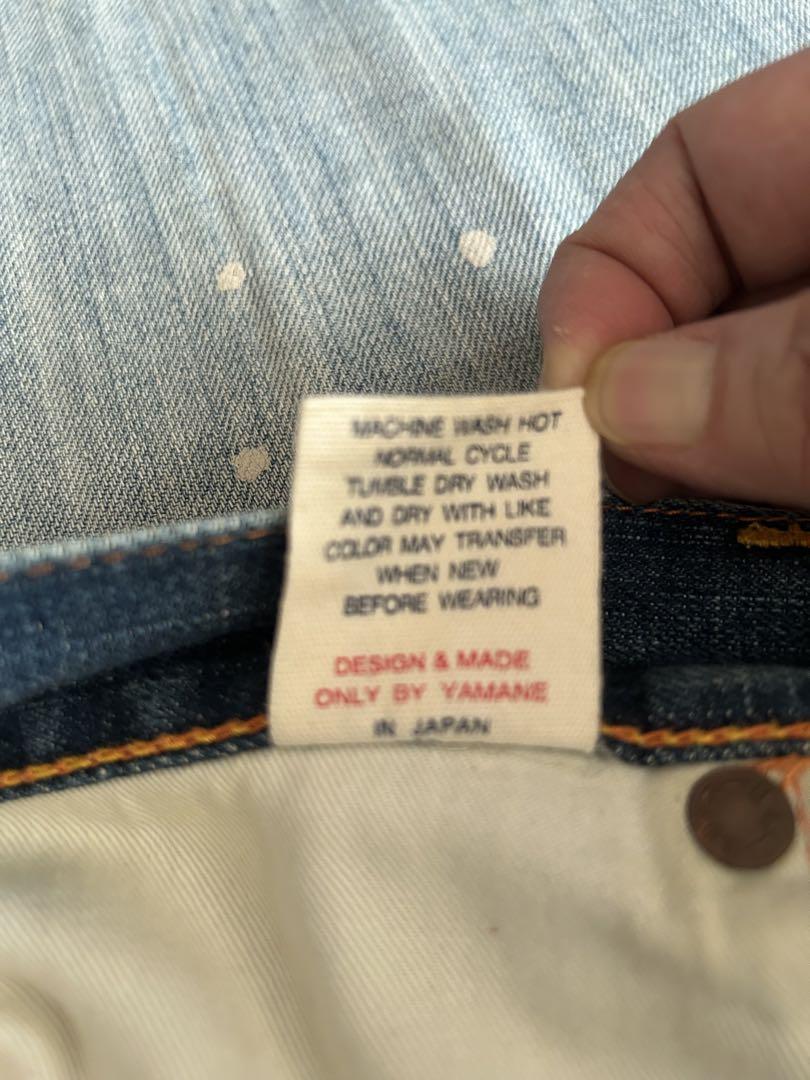 MACHINE WASH HOT
NORMAL CYCLE
TUMBLE DRY WASH
AND DRY WITH LIKE
COLOR MAY TRANSFER
WHEN NEW
BEFORE WEARING
DESIGN & MADE
ONLY BY YAMANE
IN JAPAN